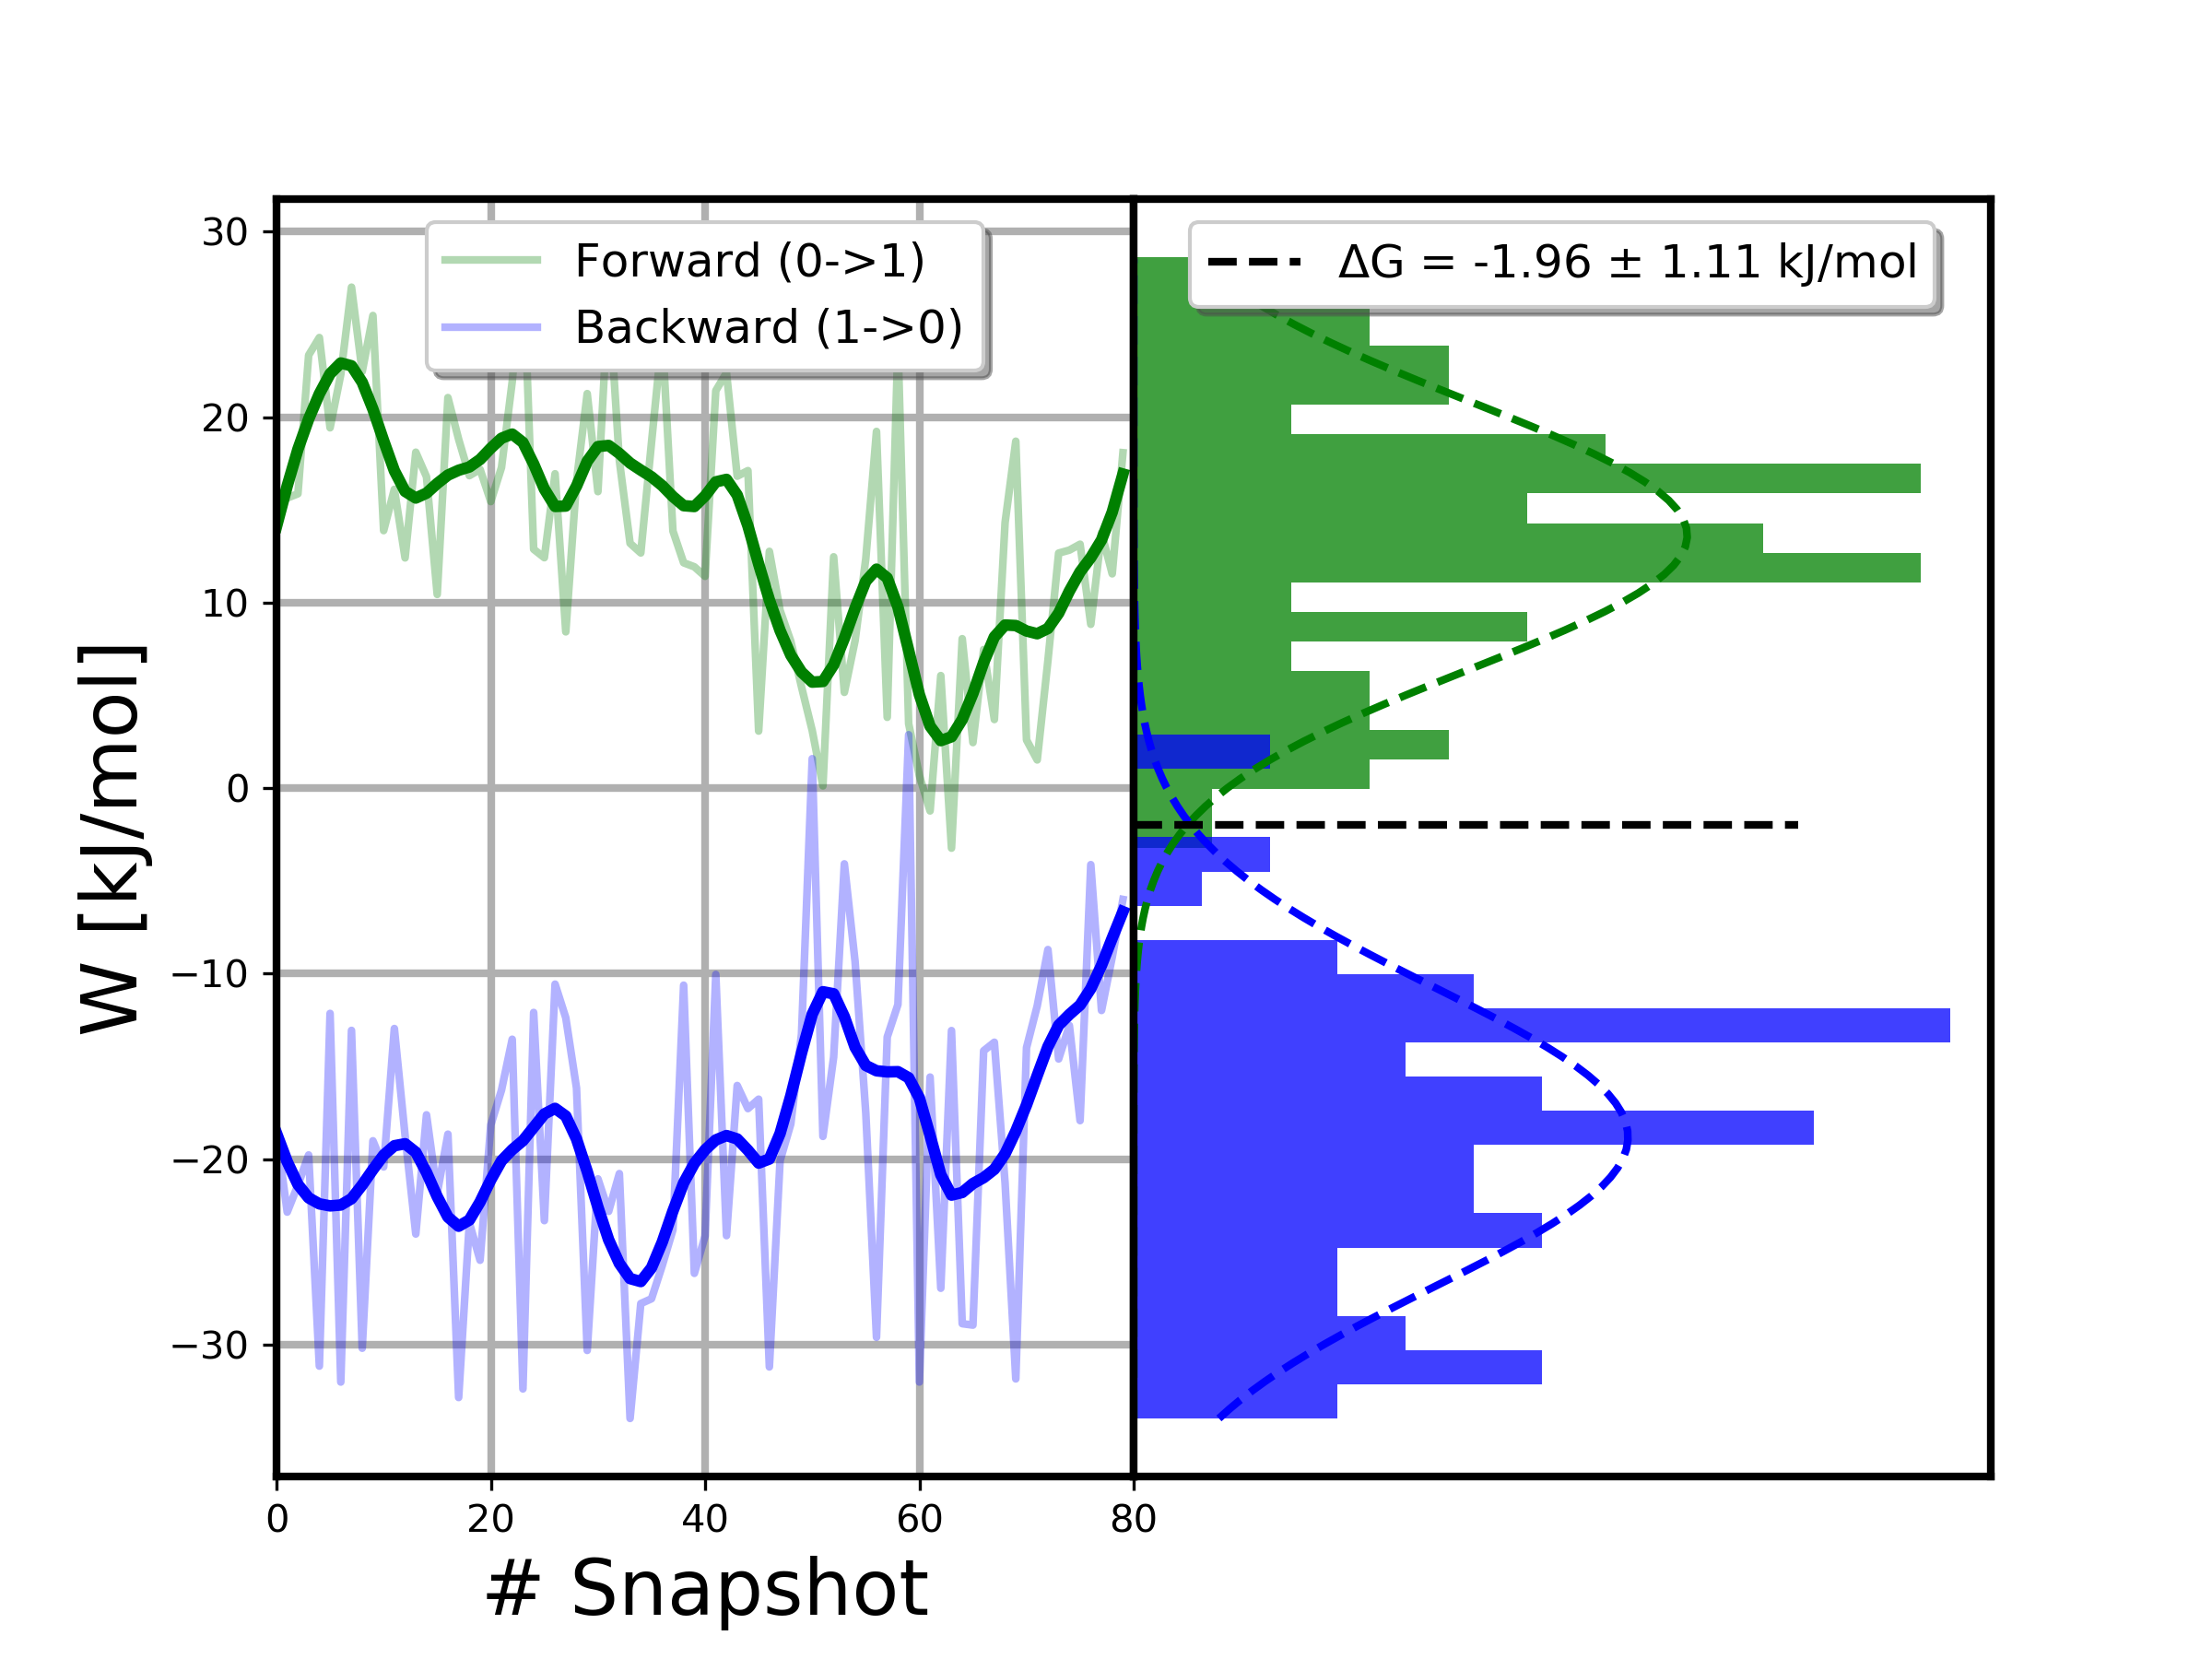 30
20
10
0
−10
−20
−30
W [kJ/mol]
0
20
40
60
80
# Snapshot
Forward (0->1)
Backward (1->0)
ΔG = -1.96 ± 1.11 kJ/mol